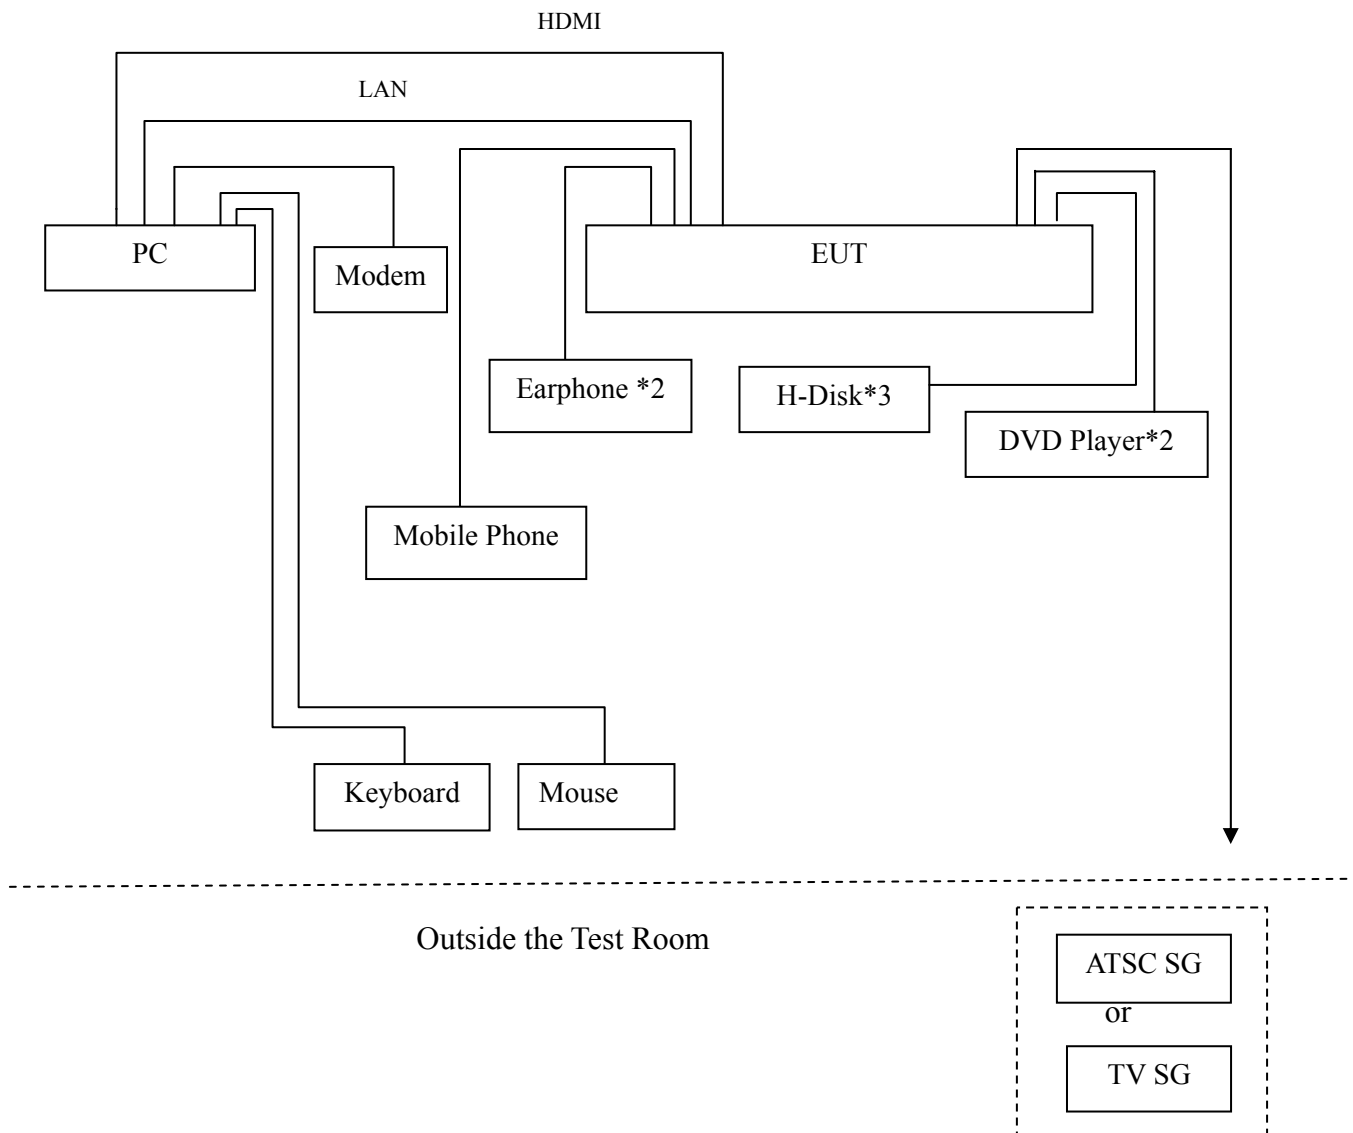 HDMI
LAN
PC
EUT
Modem
Earphone *2
H-Disk*3
DVD Player*2
Mobile Phone
Keyboard
Mouse
Outside the Test Room
ATSC SG
or
TV SG